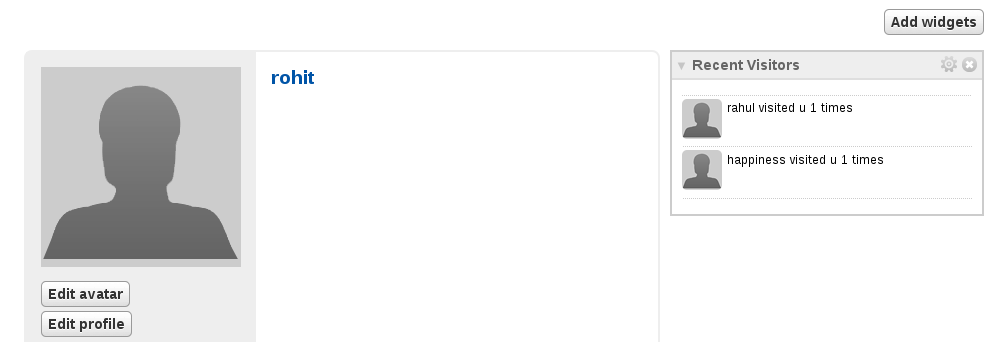 Add widgets
rohit
Edit avatar
Edit profile
Recent Visitors
rahul visited u 1 times
happiness visited u 1 times